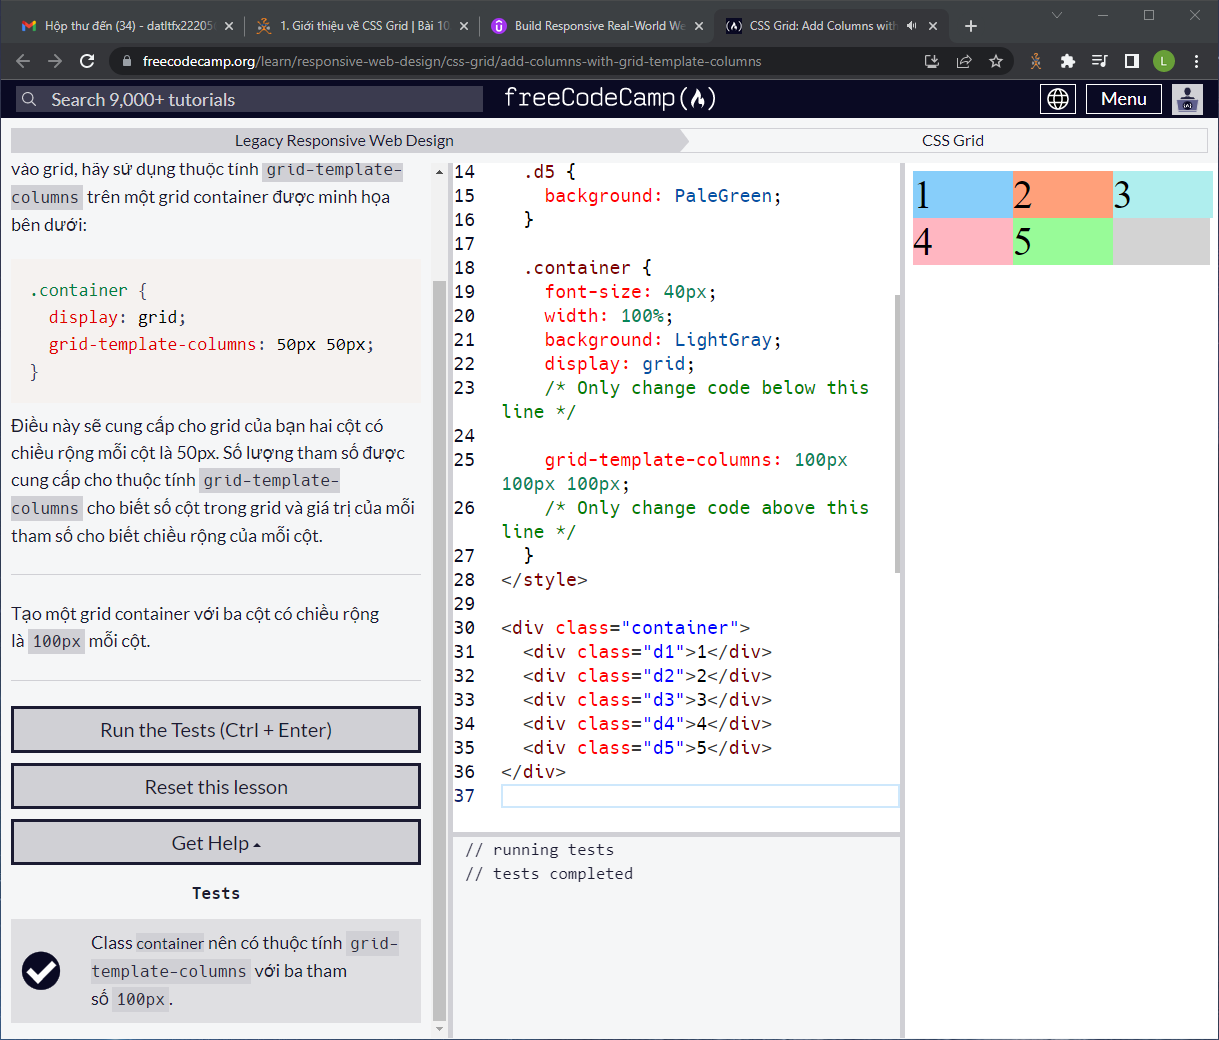 Hộp thư đến (34) - datltfx2220
1. Giới thiệu về CSS Grid | Bài 10
Build Responsive Real-World We
CSS Grid: Add Columns with
freecodecamp.org/learn/responsive-web-design/css-grid/add-columns-with-grid-template-columns
L
Search 9,000+ tutorials
freeCodeCamp
Menu
Legacy Responsive Web Design
CSS Grid
vào grid, hãy sử dụng thuộc tính grid-template-
columns trên một grid container được minh họa
bên dưới:
.container {
display: grid;
grid-template-columns: 50px 50px;
}
Điều này sẽ cung cấp cho grid của bạn hai cột có
chiều rộng mỗi cột là 50px. Số lượng tham số được
cung cấp cho thuộc tính grid-template-
columns cho biết số cột trong grid và giá trị của mỗi
tham số cho biết chiều rộng của mỗi cột.
Tạo một grid container với ba cột có chiều rộng
là 100px mỗi cột.
Run the Tests (Ctrl + Enter)
Reset this lesson
Get Help
Tests
Class container nên có thuộc tính grid-
template-columns với ba tham
số 100px.
14 .d5 {
15 background: PaleGreen;
16 }
17
18 .container {
19 font-size: 40px;
20 width: 100%;
21 background: LightGray;
22 display: grid;
23 /* Only change code below this
line */
24
25 grid-template-columns: 100px
100px 100px;
26 /* Only change code above this
line */
27 }
28 </style>
29
30 <div class="container">
31 <div class="d1">1</div>
32 <div class="d2">2</div>
33 <div class="d3">3</div>
34 <div class="d4">4</div>
35 <div class="d5">5</div>
36 </div>
37
// running tests
// tests completed
1 2 3
4 5